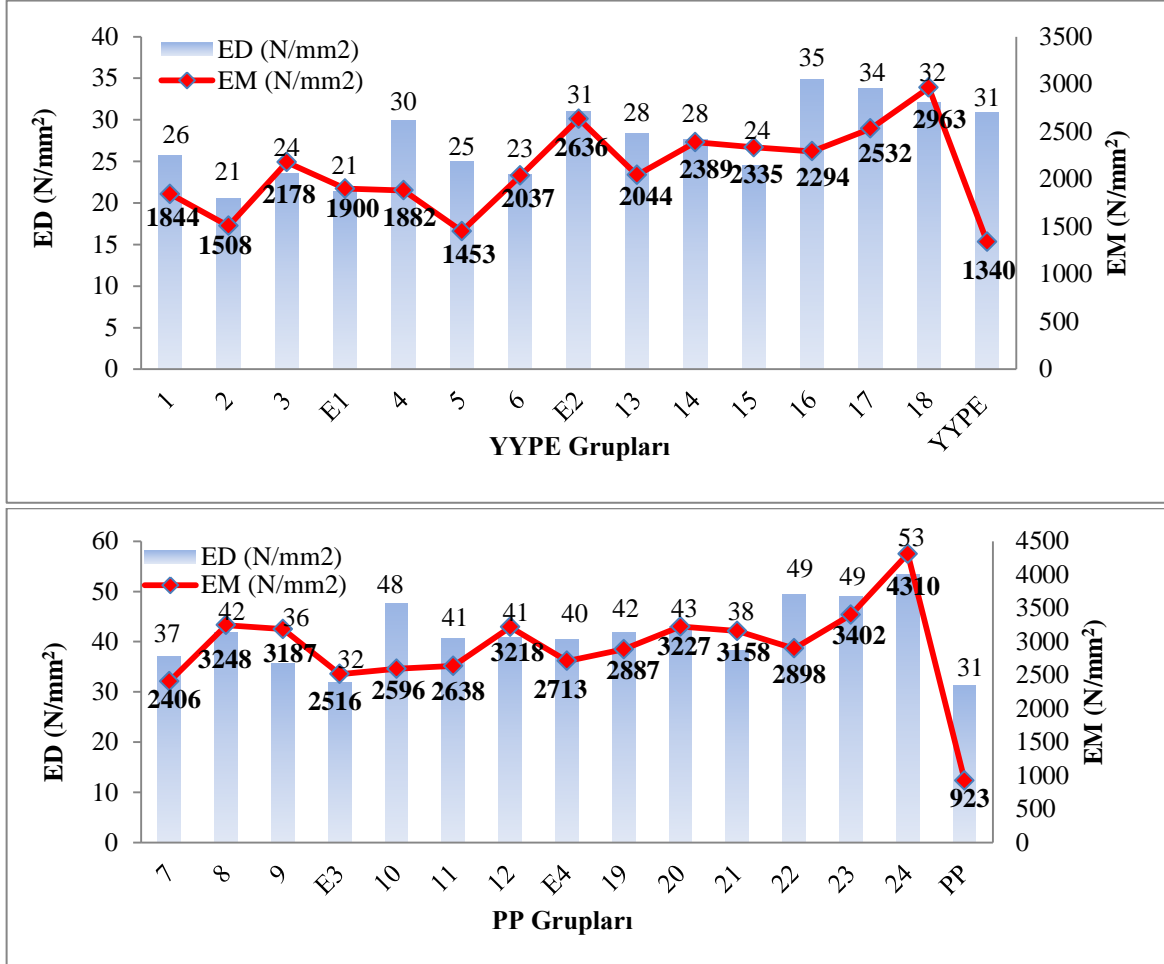 40
35
30
25
20
15
10
5
0
ED (N/mm²)
ED (N/mm2)
EM (N/mm2)
26 21 24 21 30 25 23 31 28 28 24 35 34 32 31
1844 1508 2178 1900 1882 1453 2037 2636 2044 2389 2335 2294 2532 2963 1340
3500
3000
2500
2000
1500
1000
500
0
EM (N/mm²)
1 2 3 E1 4 5 6 E2 13 14 15 16 17 18 YYPE
YYPE Grupları
60
50
40
30
20
10
0
ED (N/mm²)
ED (N/mm2)
EM (N/mm2)
37 42 36 32 48 41 41 40 42 43 38 49 49 53 31
2406 3248 3187 2516 2596 2638 3218 2713 2887 3227 3158 2898 3402 4310 923
4500
4000
3500
3000
2500
2000
1500
1000
500
0
EM (N/mm²)
7 8 9 E3 10 11 12 E4 19 20 21 22 23 24 PP
PP Grupları